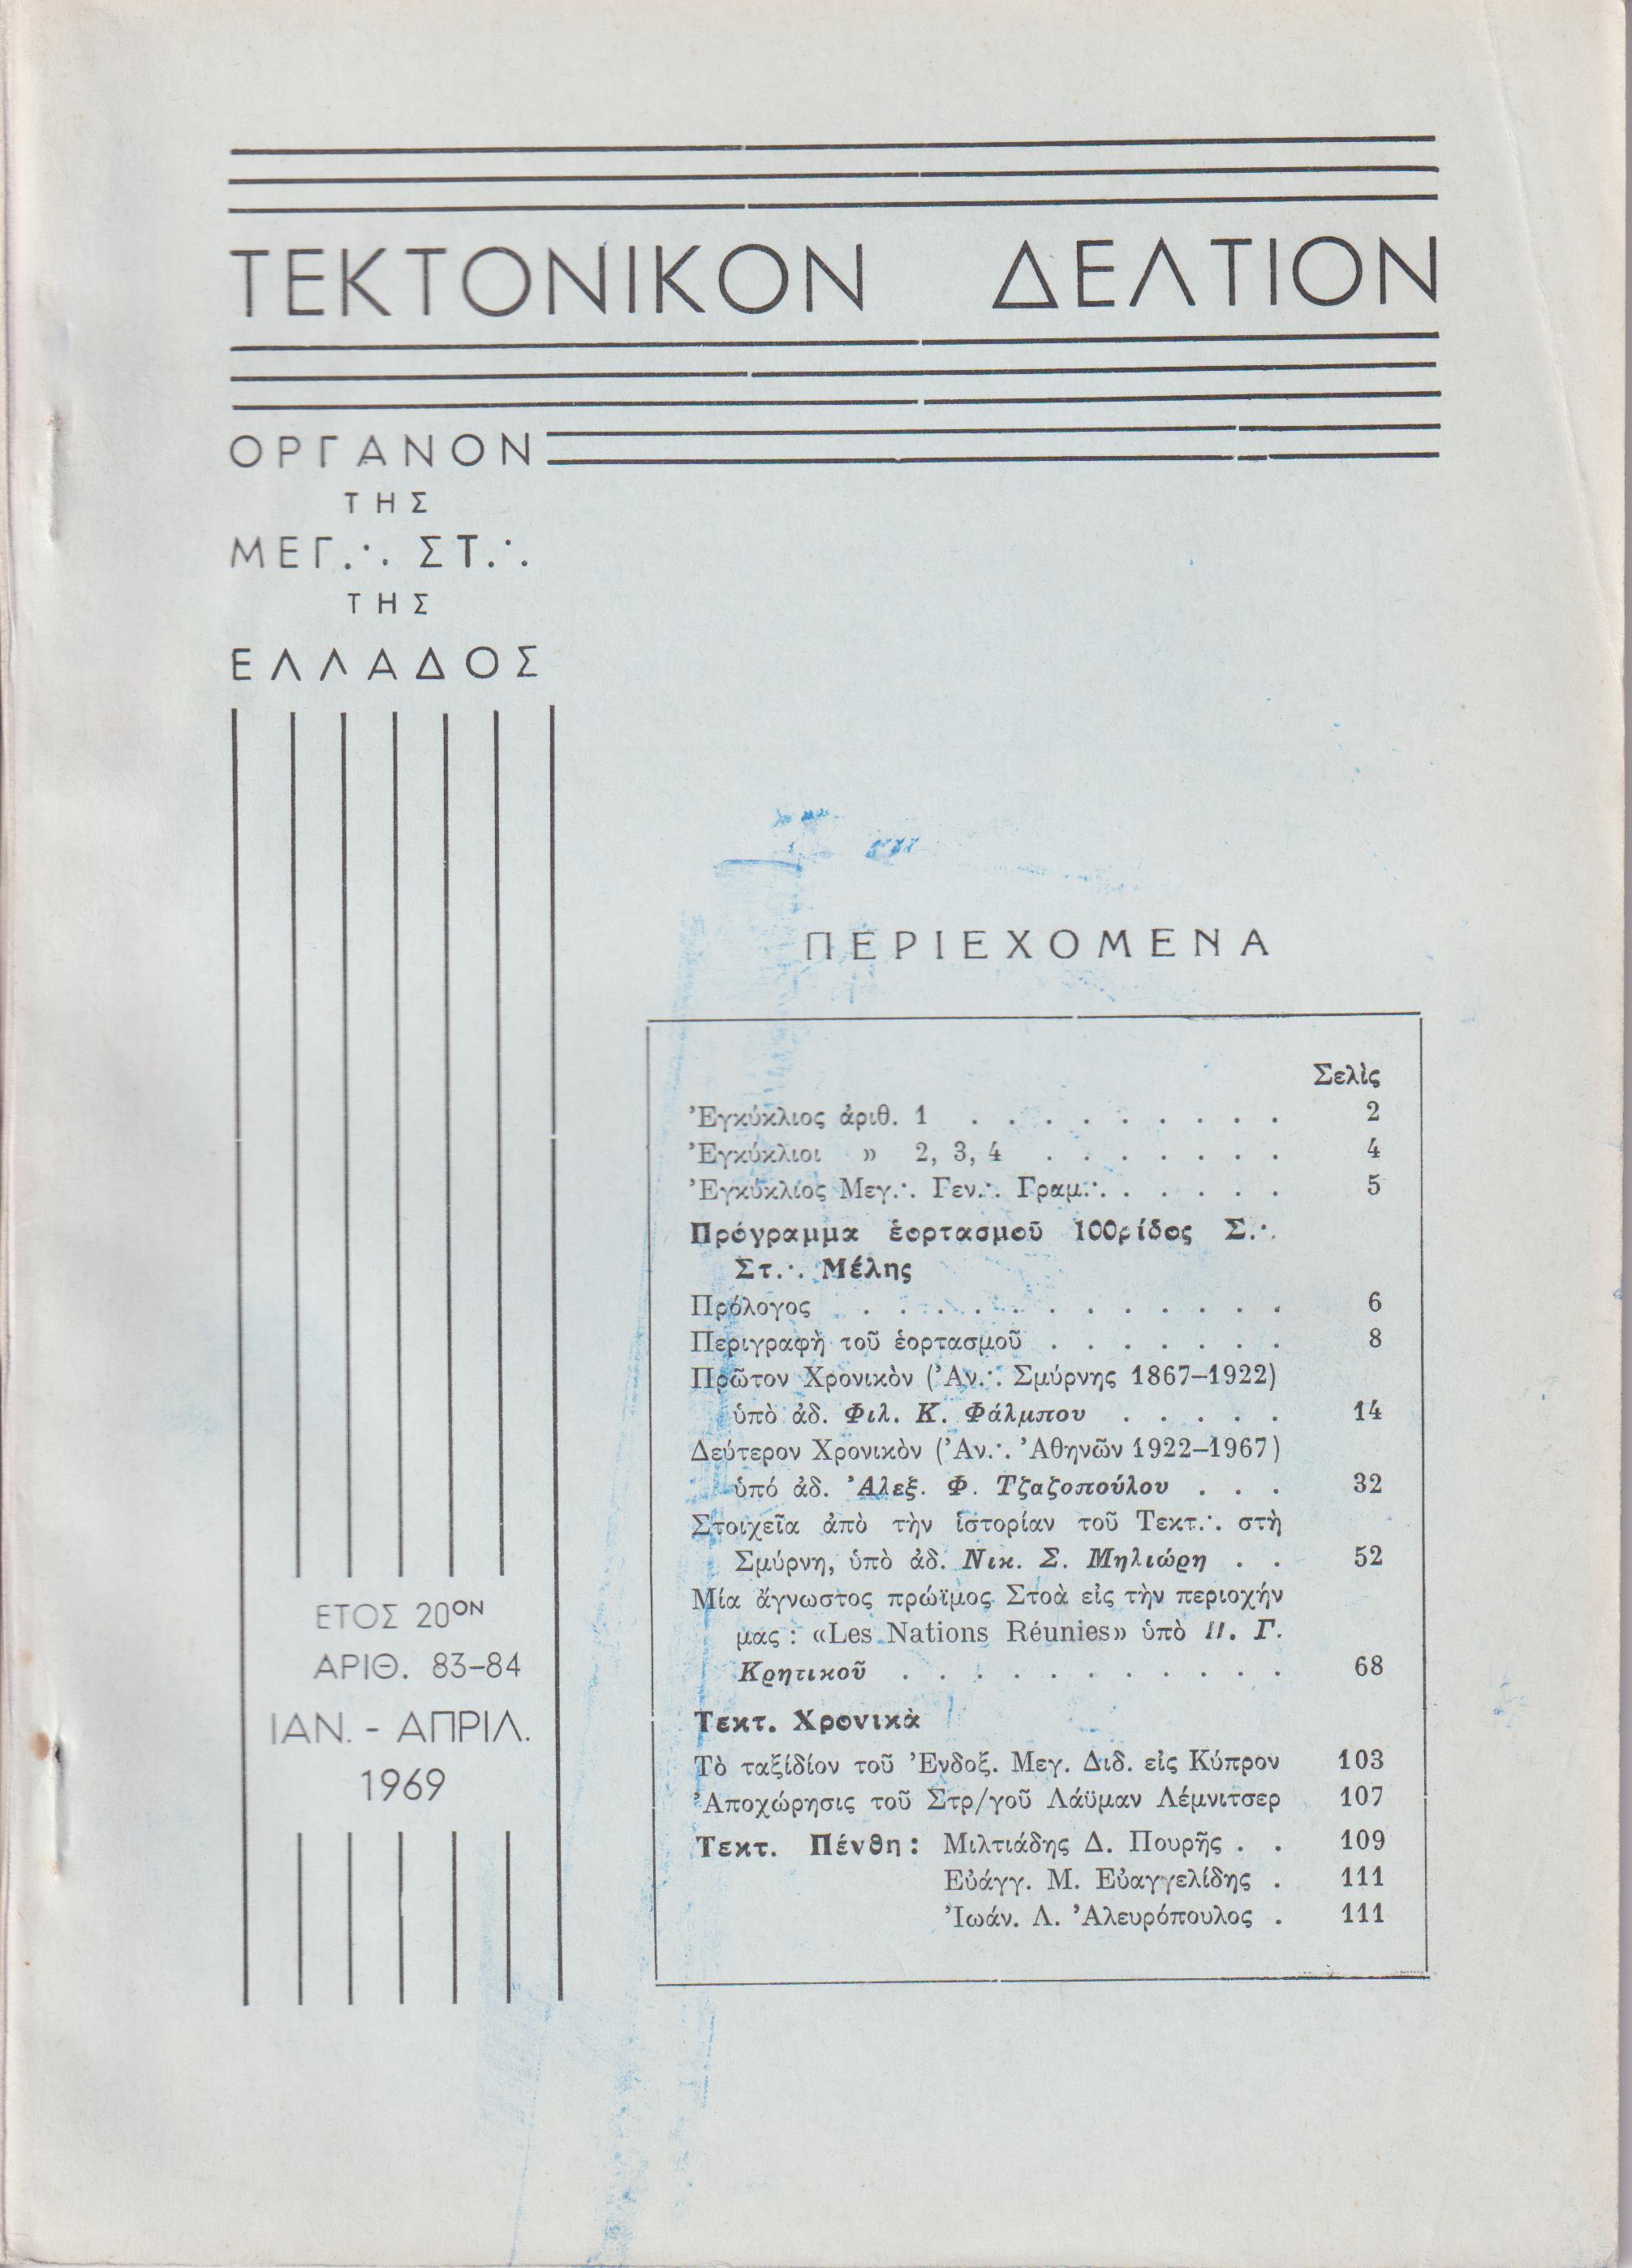 ΤΕΚΤΟΝΙΚΟΝ ΔΕΛΤΙΟΝ
ΟΡΓΑΝΟΝ
ΤΗΣ
ΜΕΓ.·. ΣΤ.·.
ΤΗΣ
ΕΛΛΑΔΟΣ
ΠΕΡΙΕΧΟΜΕΝΑ
Σελὶς
Ἐγκύκλιος ἀριθ. 1 . . . . . . . . . 2
Ἐγκύκλιοι » 2, 3, 4 . . . . . . . 4
Ἐγκύκλιος Μεγ.·. Γεν.·. Γραμ.·. . . . . . 5
Πρόγραμμα ἑορτασμοῦ 100ρίδος Σ.·.
Στ.·. Μέλης
Πρόλογος . . . . . . . . . . . . 6
Περιγραφὴ τοῦ ἑορτασμοῦ . . . . . . . 8
Πρῶτον Χρονικὸν (Ἀν.·. Σμύρνης 1867–1922)
ὑπὸ ἀδ. Φιλ. Κ. Φάλμπου . . . . . 14
Δεύτερον Χρονικὸν (Ἀν.·. Ἀθηνῶν 1922–1967)
ὑπό ἀδ. Ἀλεξ. Φ. Τζαζοπούλου . . . 32
Στοιχεῖα ἀπὸ τὴν ἱστορίαν τοῦ Τεκτ.·. στὴ
Σμύρνη, ὑπὸ ἀδ. Νικ. Σ. Μηλιώρη . . 52
Μία ἄγνωστος πρώϊμος Στοὰ εἰς τὴν περιοχήν
μας : «Les Nations Réunies» ὑπὸ Π. Γ.
Κρητικοῦ . . . . . . . . . . . 68
Τεκτ. Χρονικὰ
Τὸ ταξίδίον τοῦ Ἐνδοξ. Μεγ. Διδ. εἰς Κύπρον 103
Ἀποχώρησις τοῦ Στρ/γοῦ Λάϋμαν Λέμνιτσερ 107
Τεκτ. Πένθη : Μιλτιάδης Δ. Πουρῆς . . 109
Εὐάγγ. Μ. Εὐαγγελίδης . 111
Ἰωάν. Λ. Ἀλευρόπουλος . 111
ΕΤΟΣ 20ΟΝ
ΑΡΙΘ. 83–84
ΙΑΝ. - ΑΠΡΙΛ.
1969